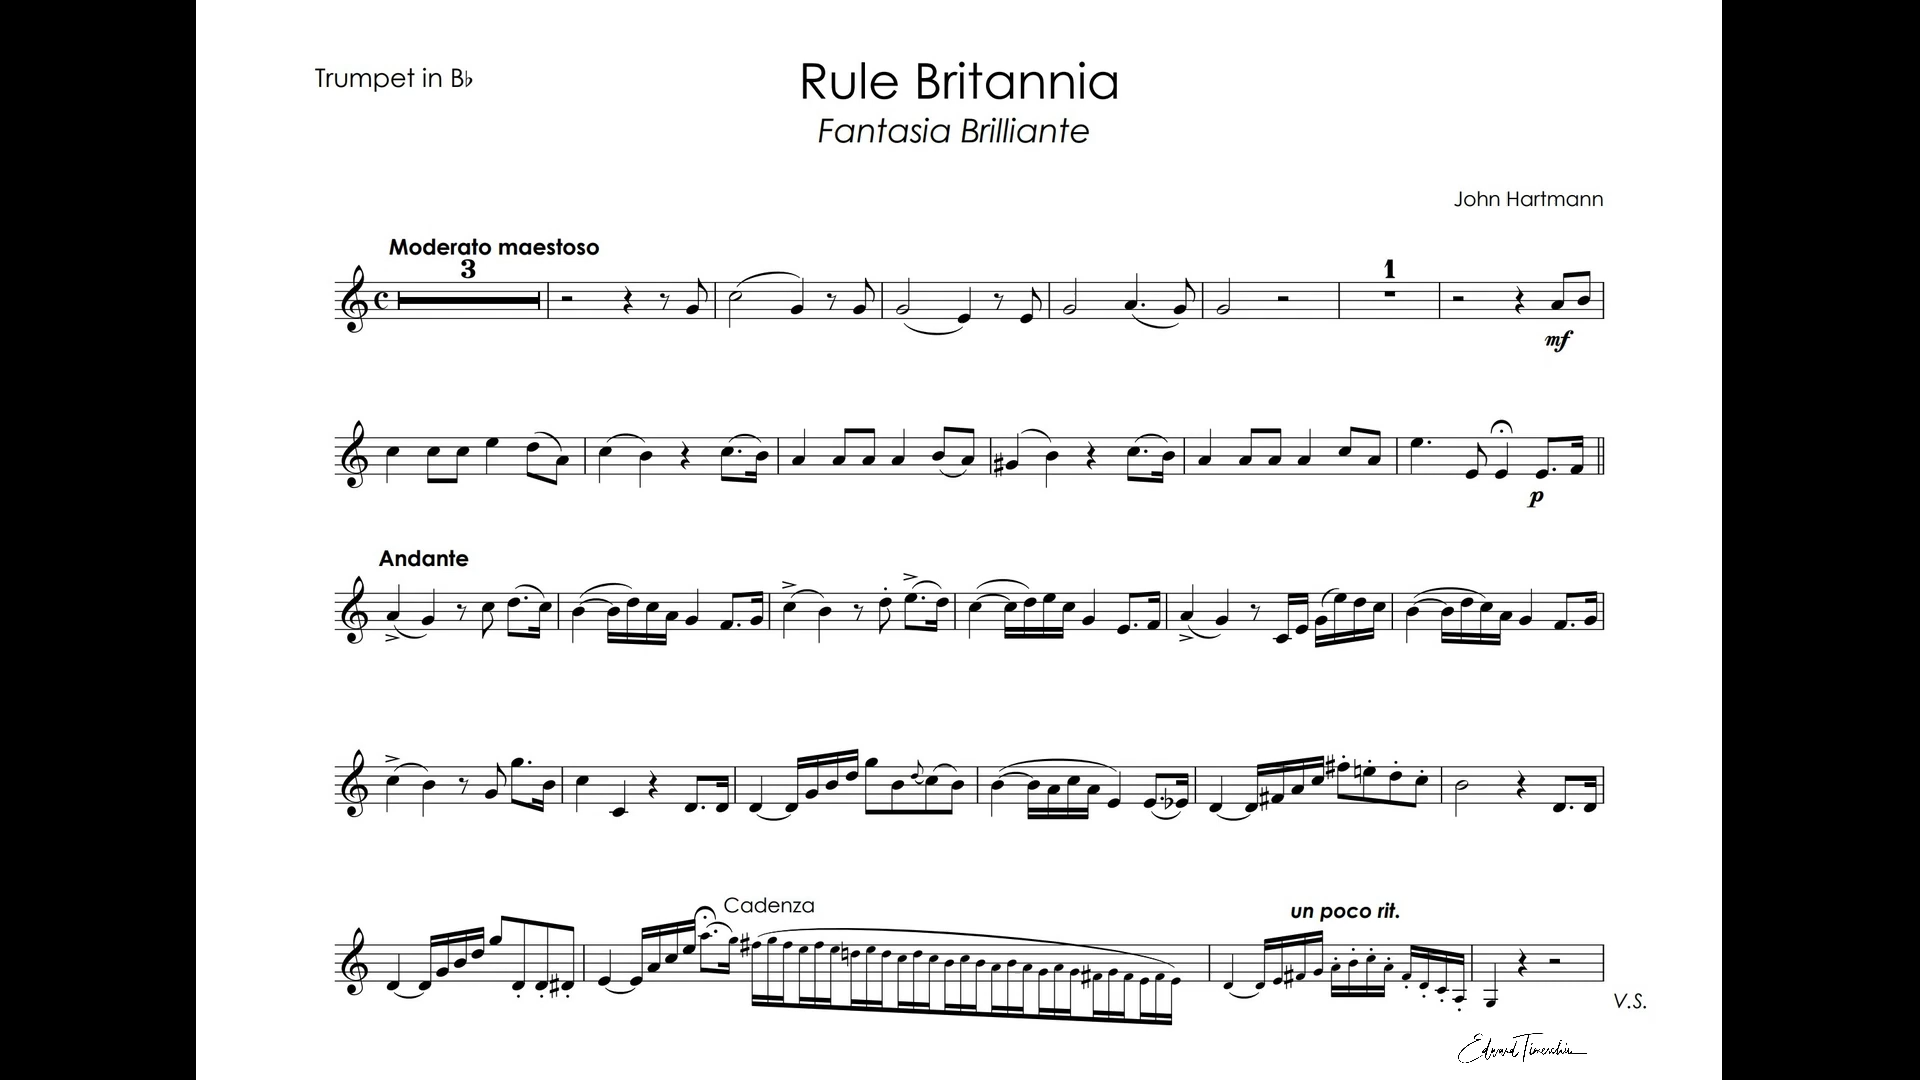 Trumpet in B♭
Rule Britannia
Fantasia Brilliante
John Hartmann
Moderato maestoso
3
1
mf
p
Andante
Cadenza
un poco rit.
V.S.